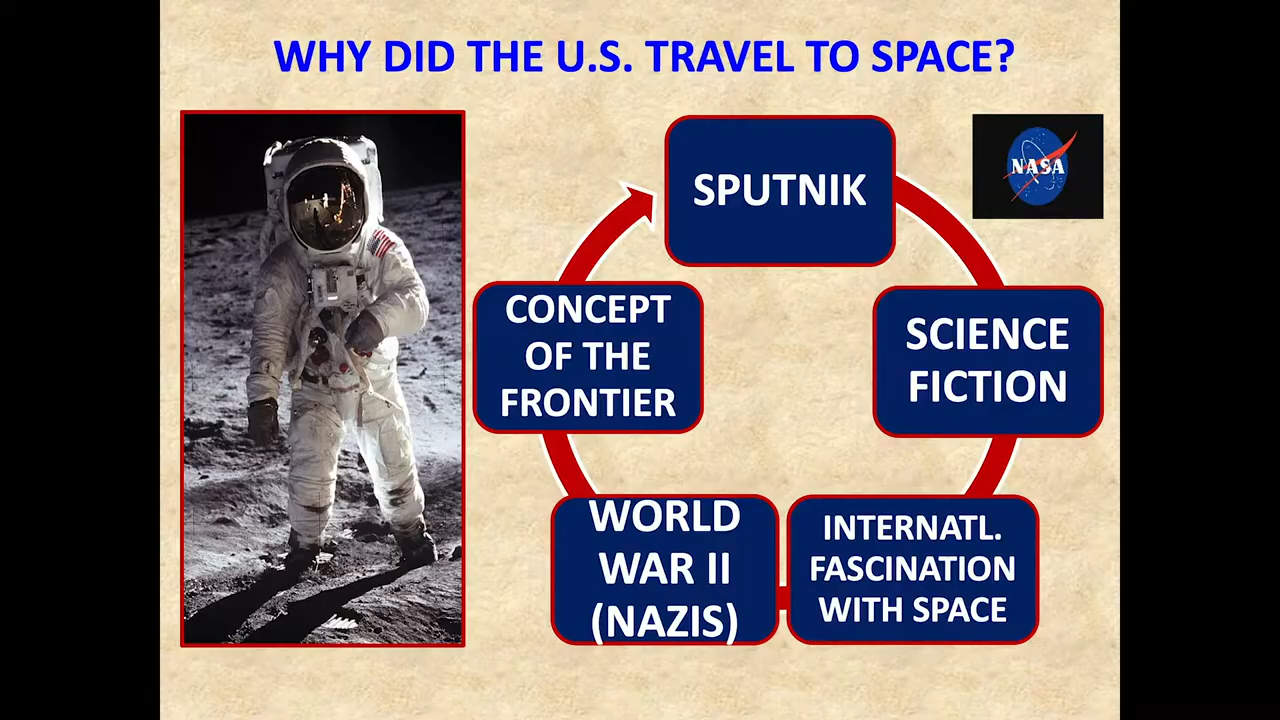 WHY DID THE U.S. TRAVEL TO SPACE?
NASA
SPUTNIK
SCIENCE
FICTION
INTERNATL.
FASCINATION
WITH SPACE
WORLD
WAR II
(NAZIS)
CONCEPT
OF THE
FRONTIER